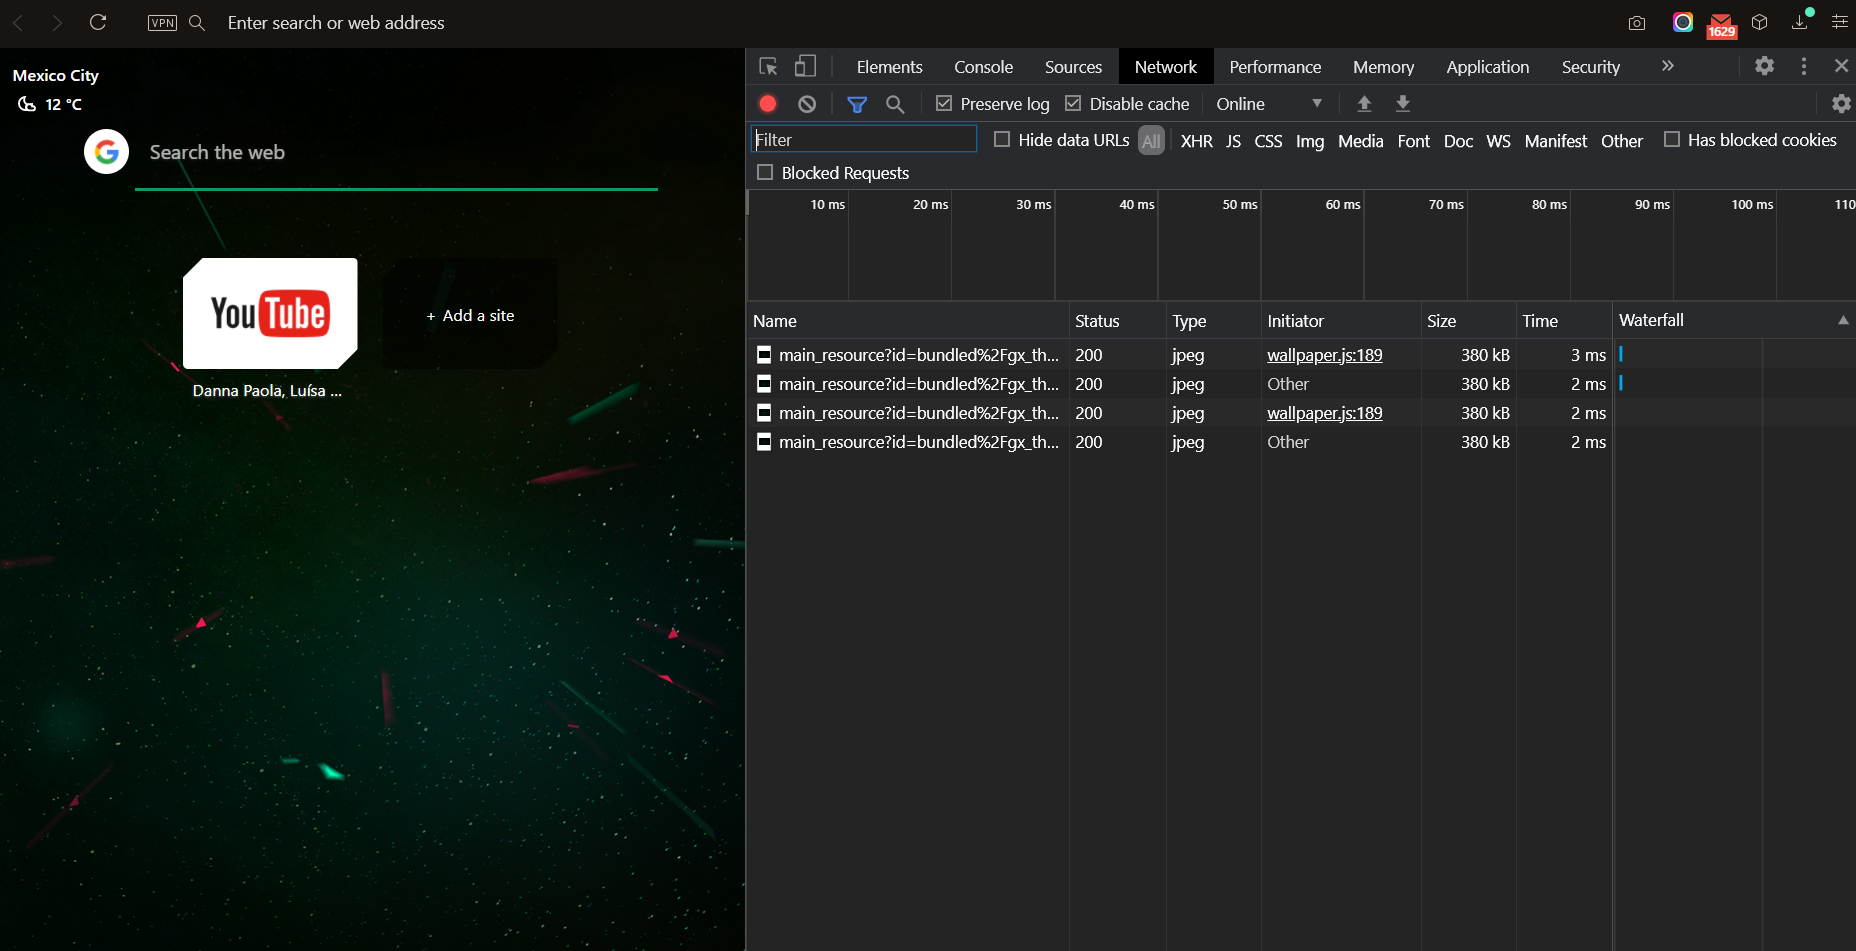 VPN Enter search or web address 1629
Mexico City
12 °C
Search the web
YouTube
+ Add a site
Danna Paola, Luísa ...
Elements Console Sources Network Performance Memory Application Security »
Preserve log Disable cache Online
Filter Hide data URLs All XHR JS CSS Img Media Font Doc WS Manifest Other Has blocked cookies
Blocked Requests
10 ms 20 ms 30 ms 40 ms 50 ms 60 ms 70 ms 80 ms 90 ms 100 ms 110
Name Status Type Initiator Size Time Waterfall
main_resource?id=bundled%2Fgx_th... 200 jpeg wallpaper.js:189 380 kB 3 ms
main_resource?id=bundled%2Fgx_th... 200 jpeg Other 380 kB 2 ms
main_resource?id=bundled%2Fgx_th... 200 jpeg wallpaper.js:189 380 kB 2 ms
main_resource?id=bundled%2Fgx_th... 200 jpeg Other 380 kB 2 ms